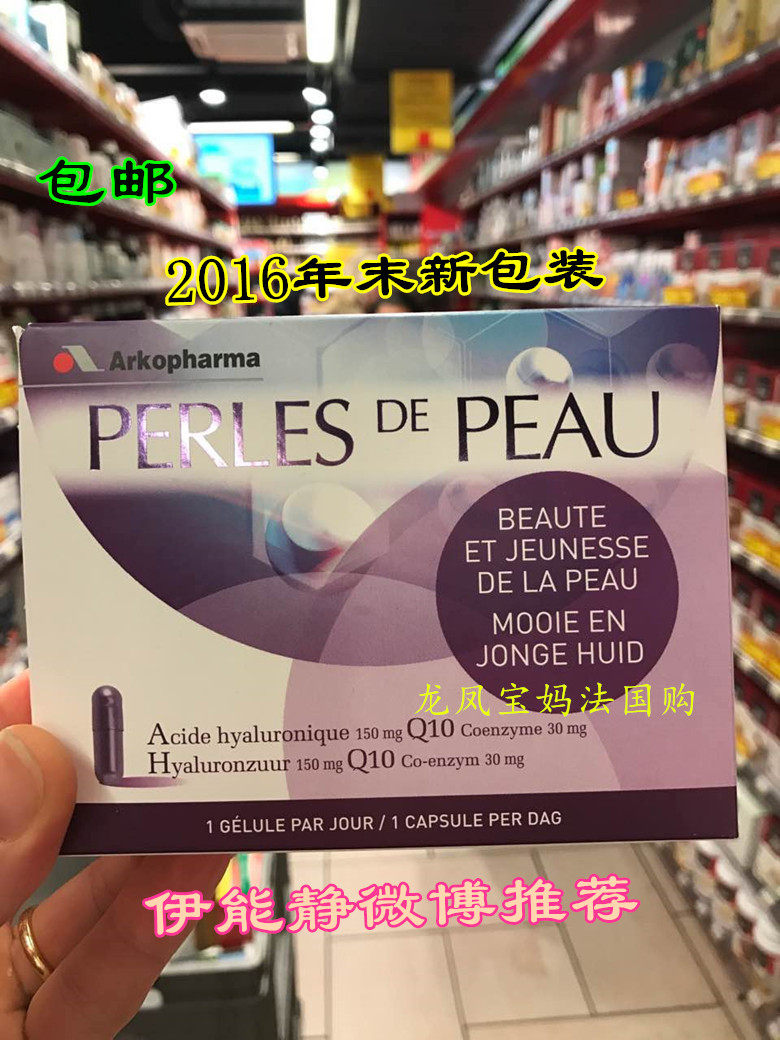 包邮
2016年末新包装
Arkopharma
PERLES DE PEAU
BEAUTE
ET JEUNESSE
DE LA PEAU
MOOIE EN
JONGE HUID
龙凤宝妈法国购
Acide hyaluronique 150 mg Q10 Coenzyme 30 mg
Hyaluronzuur 150 mg Q10 Co-enzym 30 mg
1 GÉLULE PAR JOUR / 1 CAPSULE PER DAG
伊能静微博推荐